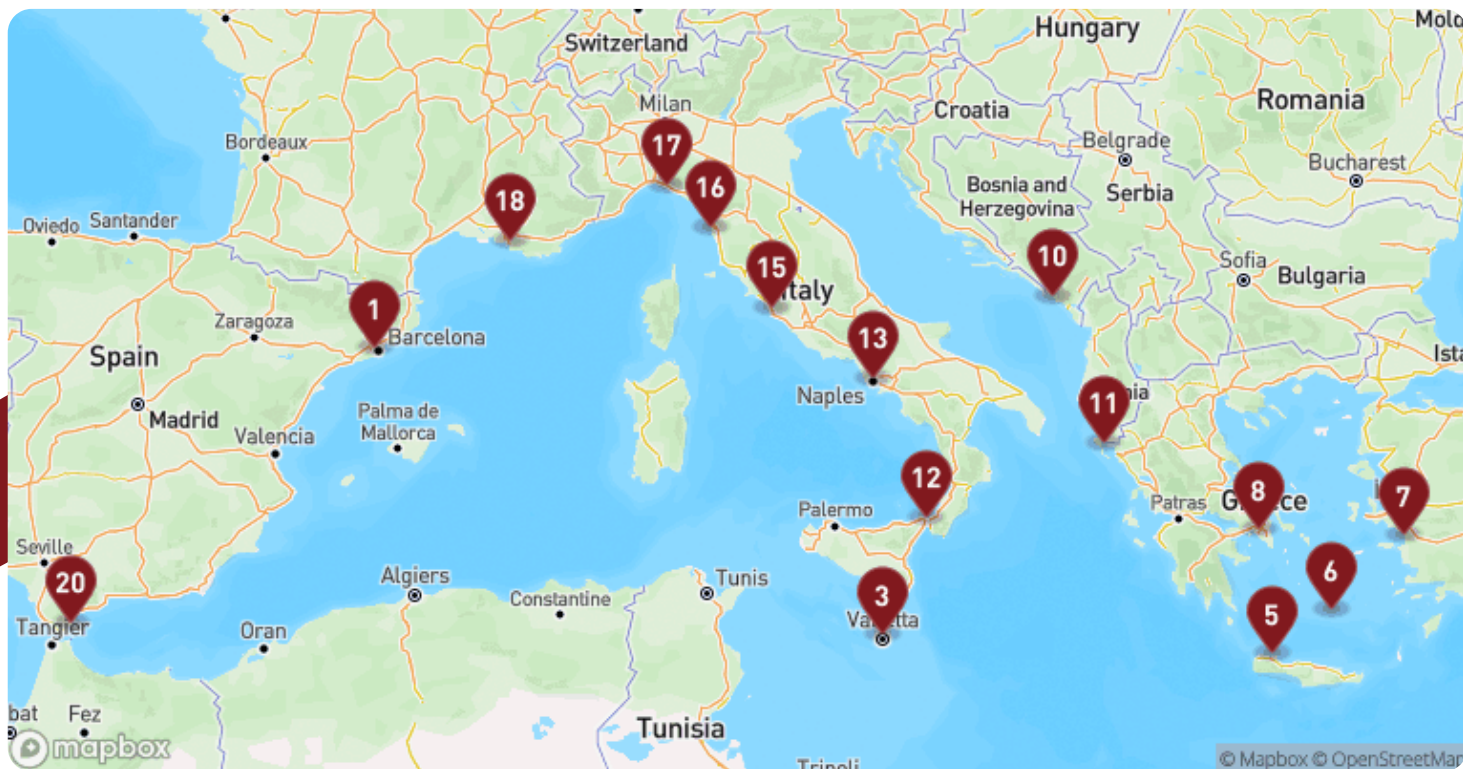 Mold
Hungary
Switzerland
Milan
Romania
Croatia
Bordeaux
17
Belgrade
Bucharest
16
Bosnia and
Herzegovina
Serbia
18
Oviedo
Santander
10
Sofia
Bulgaria
15
Italy
1
Zaragoza
Barcelona
13
Spain
Ista
Naples
nia
11
Madrid
Palma de
Mallorca
Valencia
12
8
7
Palermo
Patras
Greece
Seville
20
Algiers
Tunis
6
Constantine
3
5
Valletta
Tangier
Oran
bat
Fez
Tunisia
mapbox
© Mapbox © OpenStreetMap
Tripoli